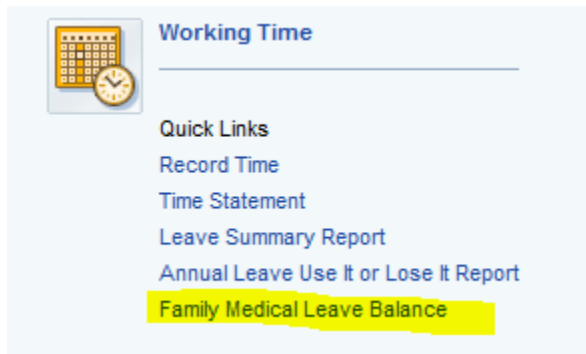 Working Time
Quick Links
Record Time
Time Statement
Leave Summary Report
Annual Leave Use It or Lose It Report
Family Medical Leave Balance